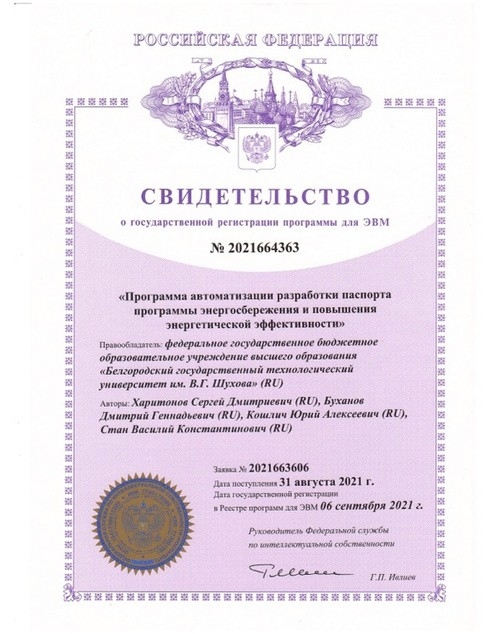 РОССИЙСКАЯ ФЕДЕРАЦИЯ
СВИДЕТЕЛЬСТВО
о государственной регистрации программы для ЭВМ
№ 2021664363
«Программа автоматизации разработки паспорта
программы энергосбережения и повышения
энергетической эффективности»
Правообладатель: федеральное государственное бюджетное
образовательное учреждение высшего образования
«Белгородский государственный технологический
университет им. В.Г. Шухова» (RU)
Авторы: Харитонов Сергей Дмитриевич (RU), Буханов
Дмитрий Геннадьевич (RU), Кошлич Юрий Алексеевич (RU),
Стан Василий Константинович (RU)
Заявка № 2021663606
Дата поступления 31 августа 2021 г.
Дата государственной регистрации
в Реестре программ для ЭВМ 06 сентября 2021 г.
Руководитель Федеральной службы
по интеллектуальной собственности
Г.П. Ивлиев